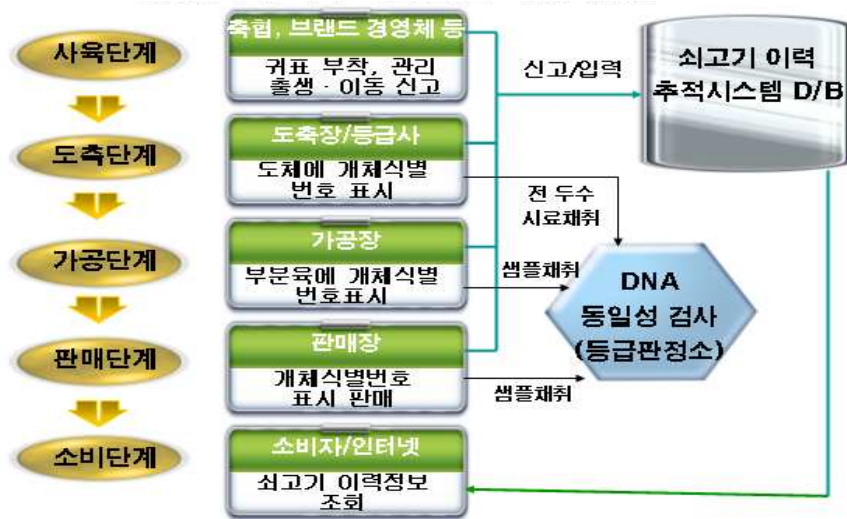 사육단계
축협, 브랜드 경영체 등
귀표 부착, 관리
출생 · 이동 신고
신고/입력
쇠고기 이력
추적시스템 D/B
도축단계
도축장/등급사
도체에 개체식별
번호 표시
전 두수
시료채취
가공단계
가공장
부분육에 개체식별
번호표시
샘플채취
DNA
동일성 검사
(등급판정소)
판매단계
판매장
개체식별번호
표시 판매
샘플채취
소비단계
소비자/인터넷
쇠고기 이력정보
조회